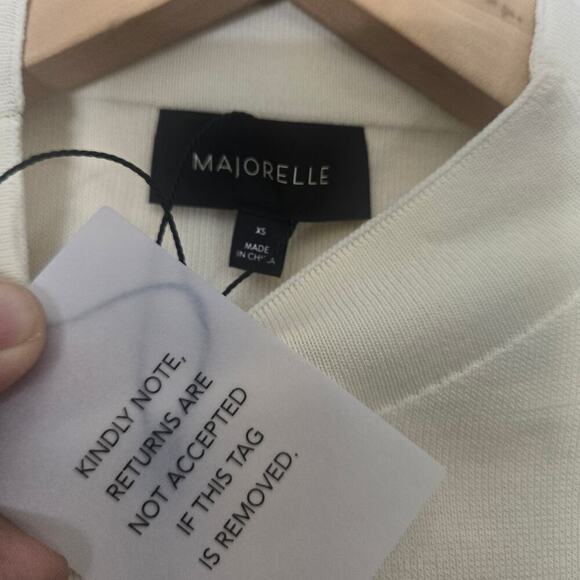 MAJORELLE
XS
MADE
IN CHINA
KINDLY NOTE,
RETURNS ARE
NOT ACCEPTED
IF THIS TAG
IS REMOVED.